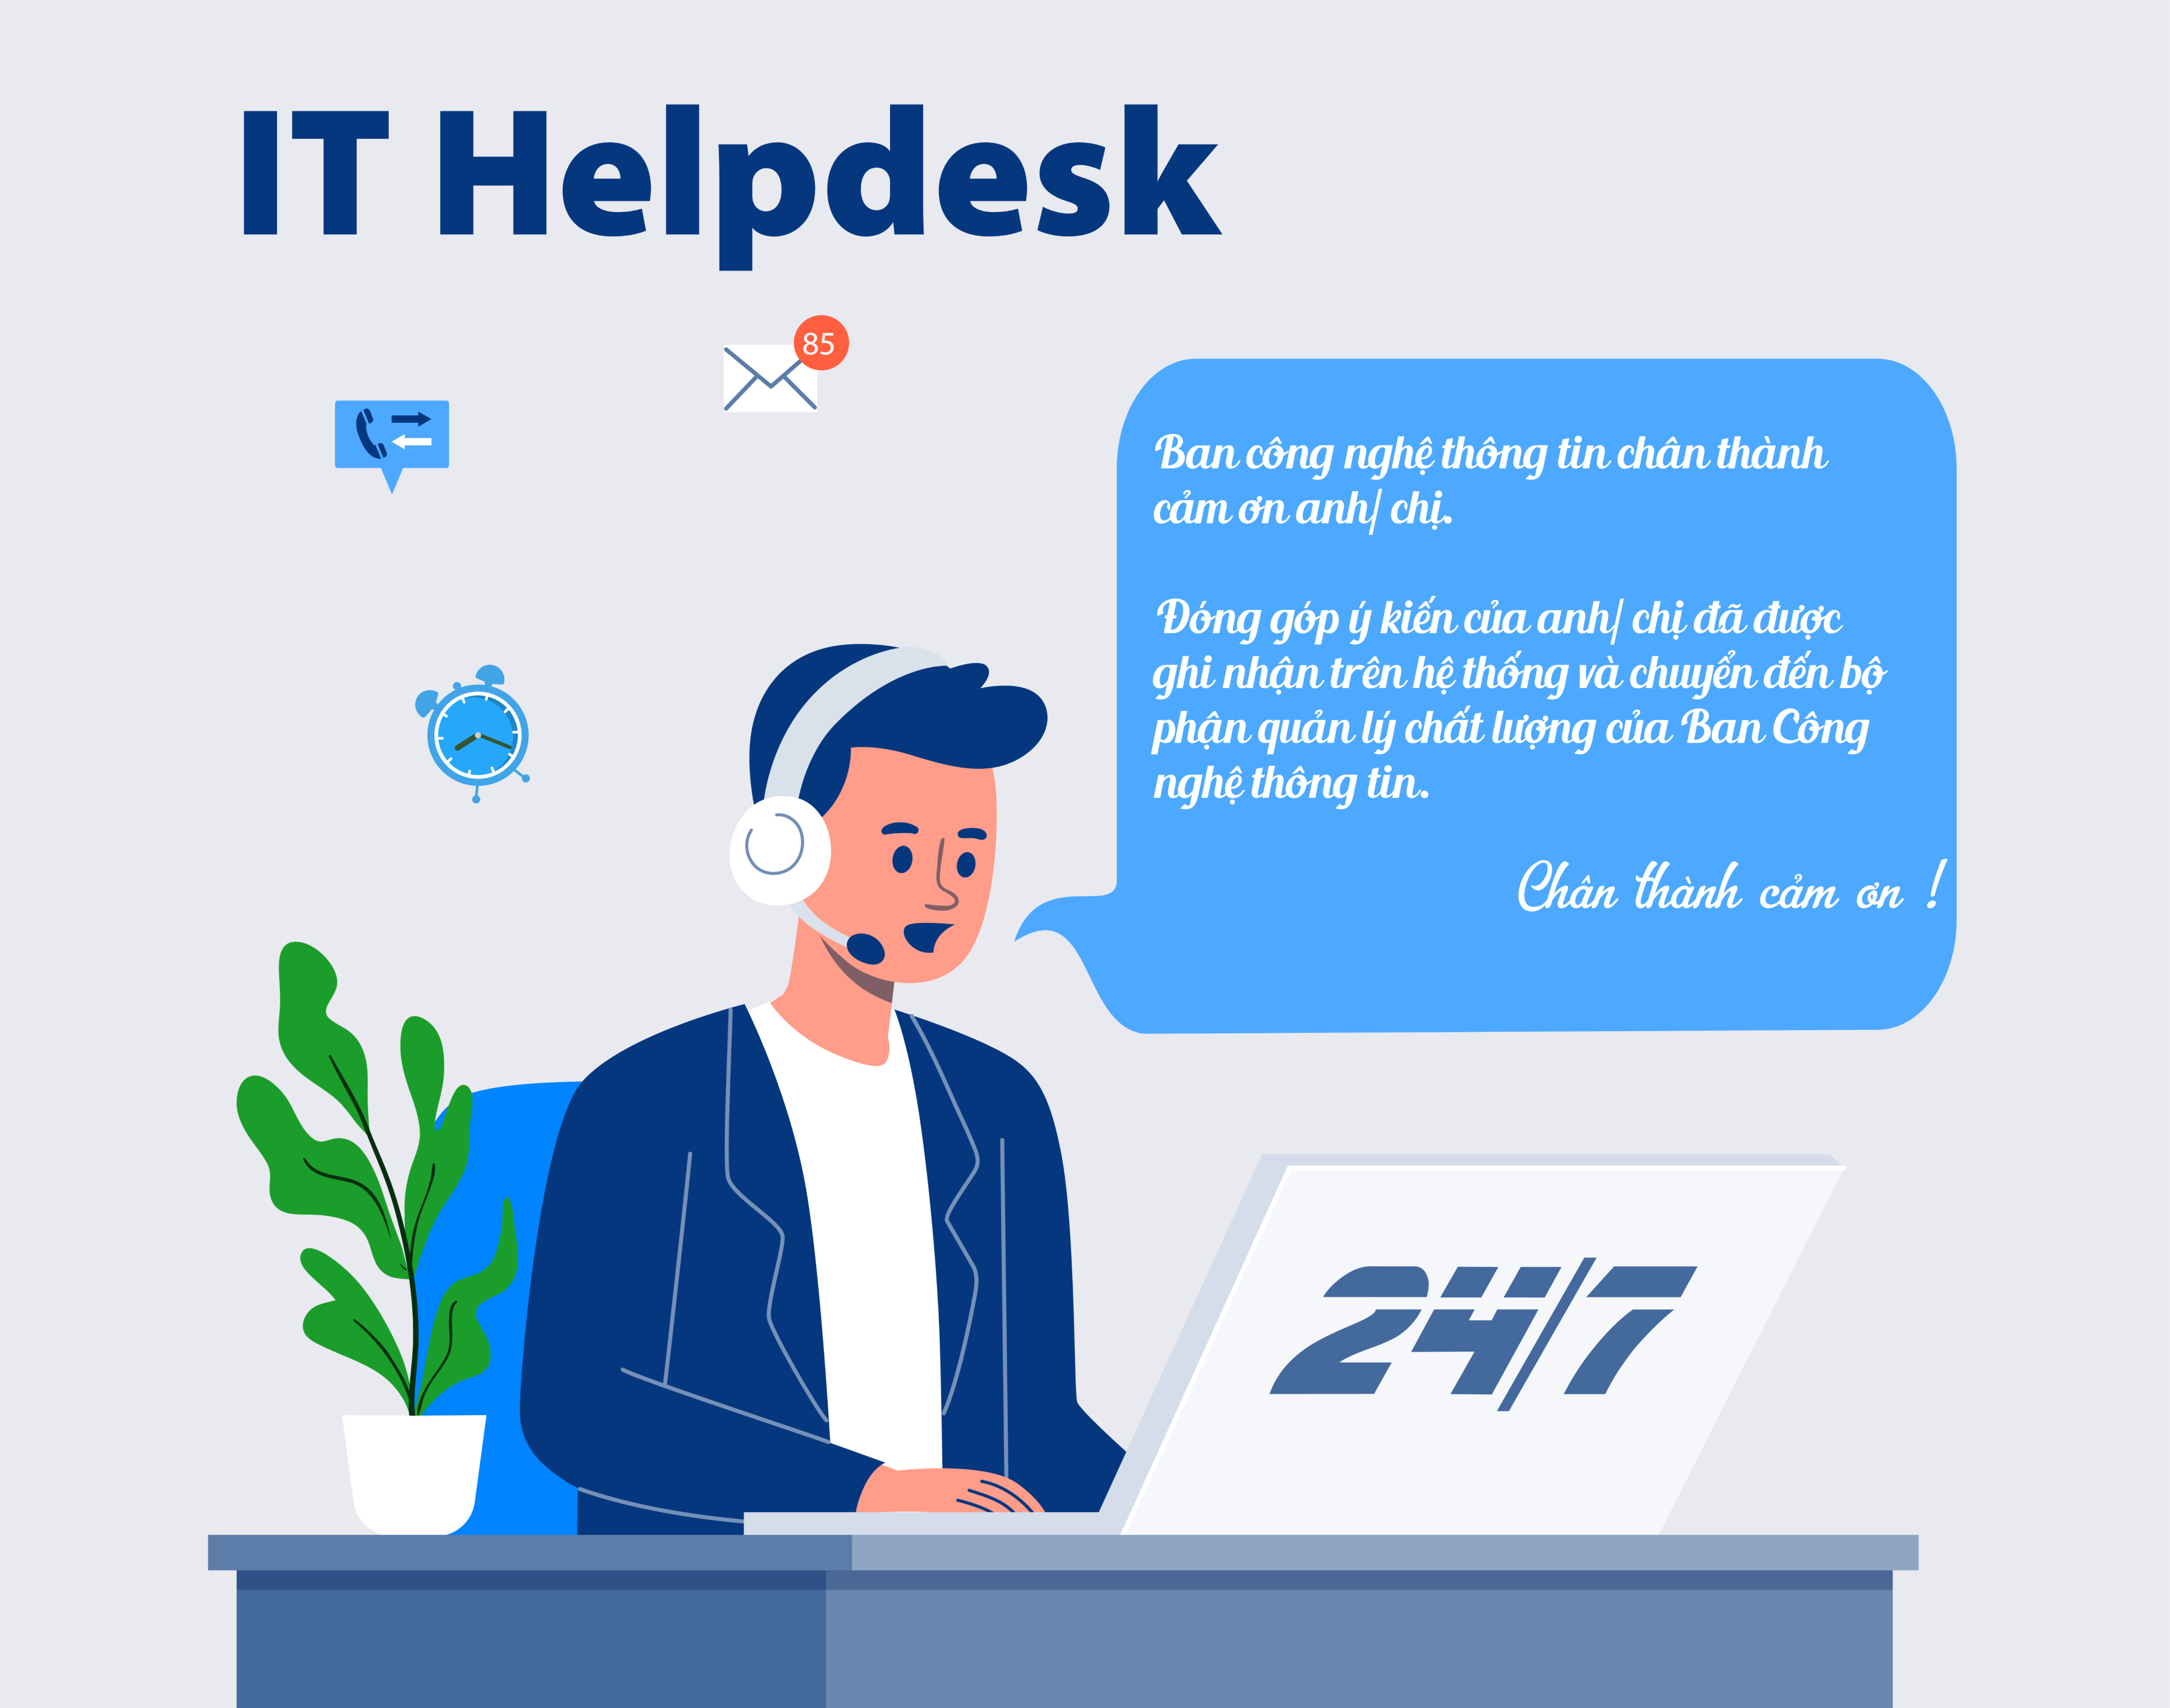 IT Helpdesk
85
Ban công nghệ thông tin chân thành
cảm ơn anh/ chị.
Đóng góp ý kiến của anh/ chị đã được
ghi nhận trên hệ thống và chuyển đến bộ
phận quản lý chất lượng của Ban Công
nghệ thông tin.
Chân thành cảm ơn !
24/7